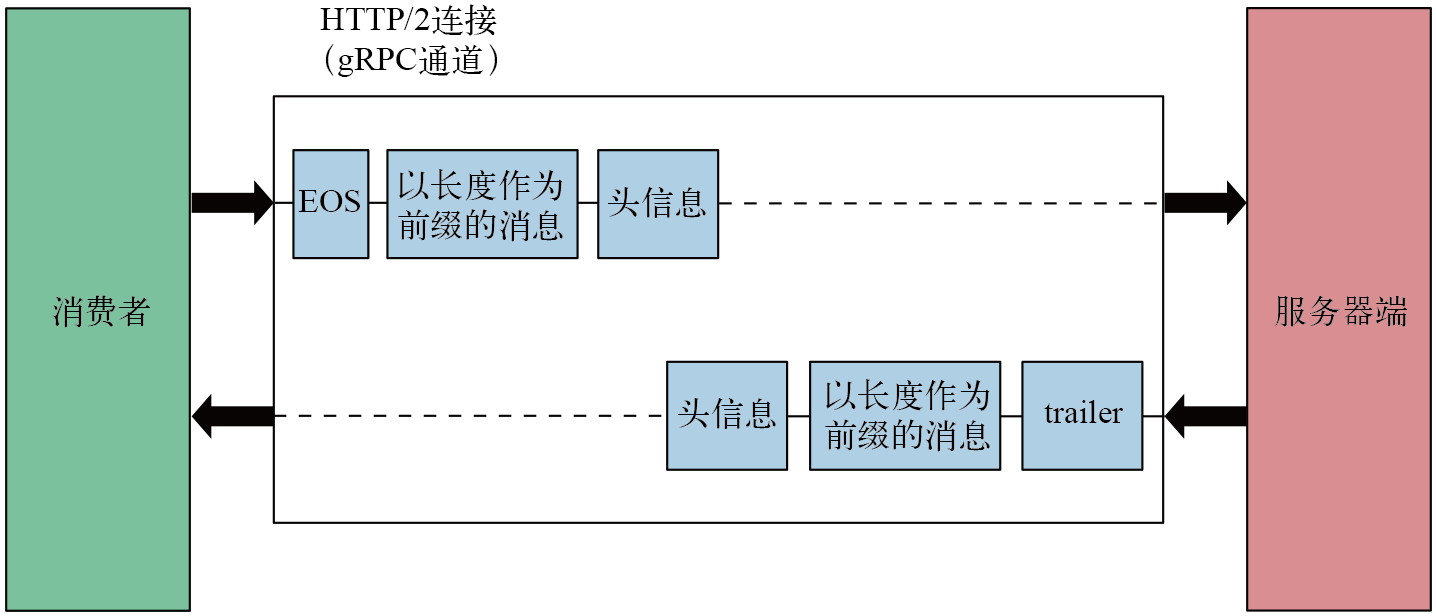 HTTP/2连接
（gRPC通道）
EOS
以长度作为
前缀的消息
头信息
消费者
服务器端
头信息
以长度作为
前缀的消息
trailer